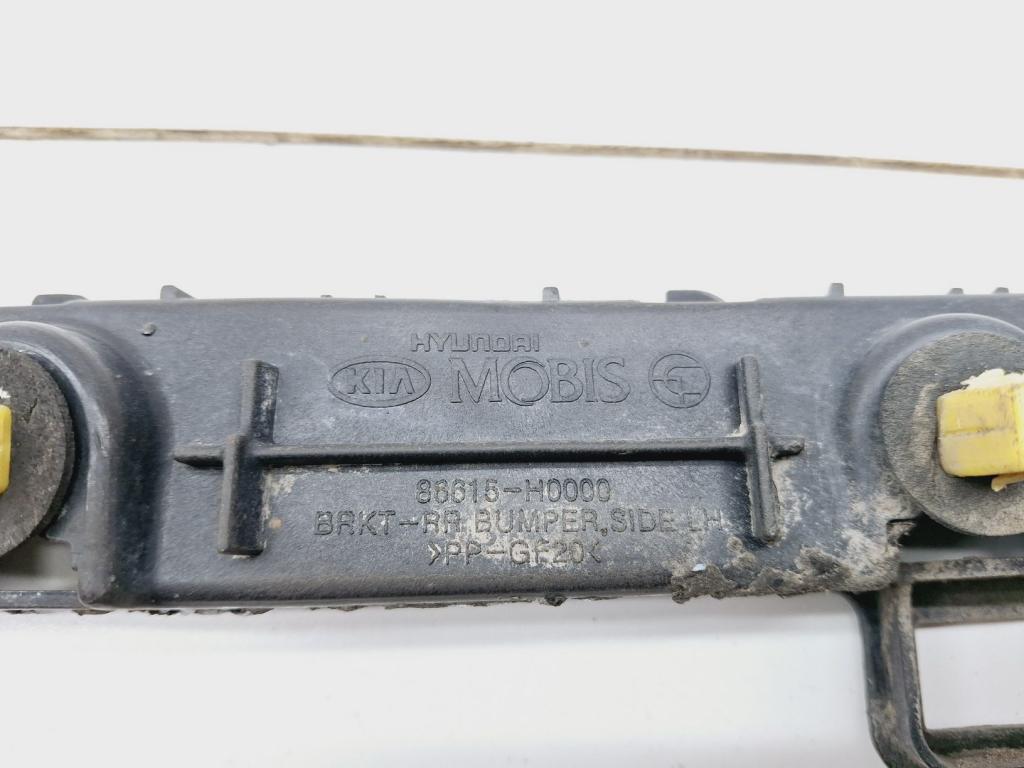 HYUNDAI
KIA MOBIS
86615-H0000
BRKT-RR BUMPER,SIDE LH
>PP-GF20<